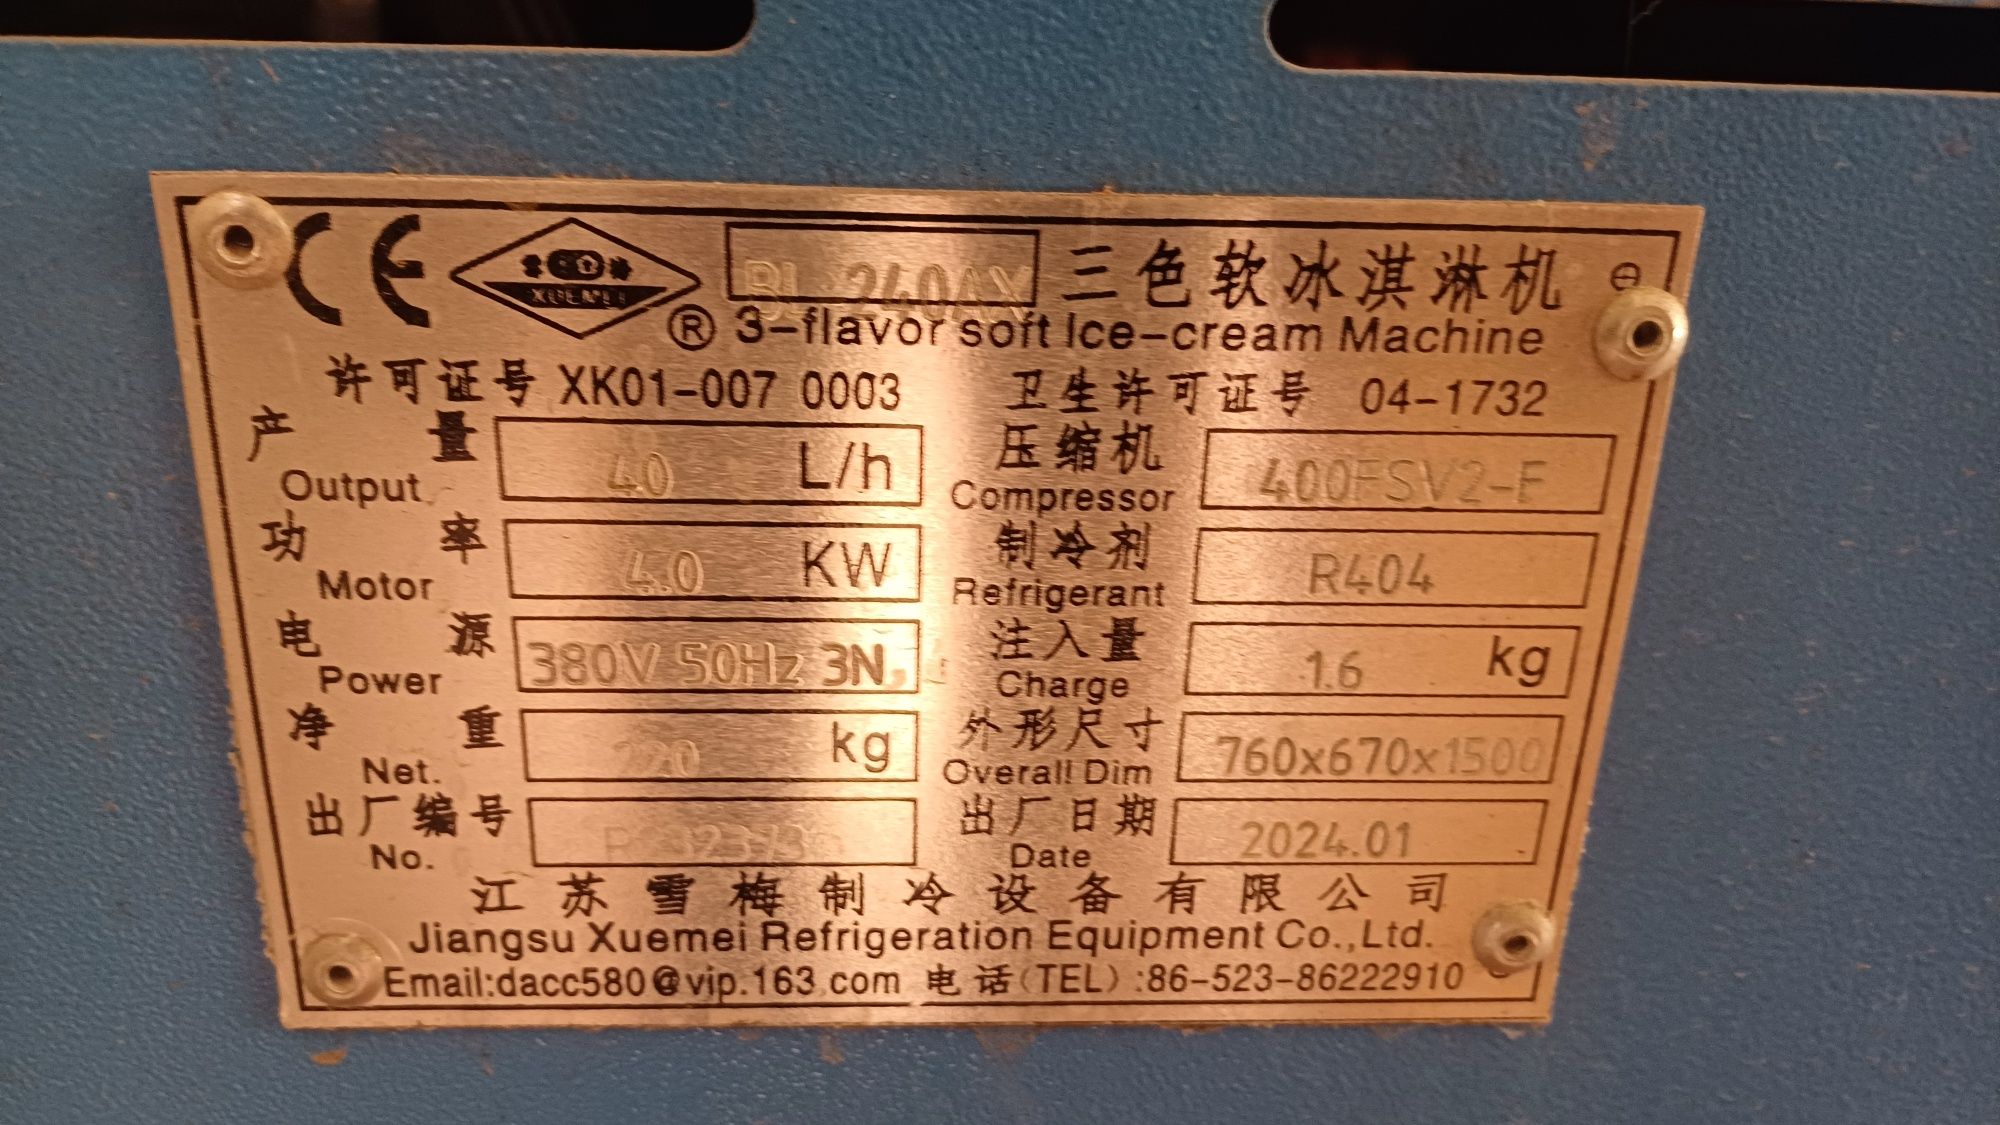 CE XUEMEI BL 240AX 三色软冰淇淋机
® 3-flavor soft Ice-cream Machine
许可证号 XK01-007 0003 卫生许可证号 04-1732
产量 40 L/h 压缩机 400FSV2-F
Output Compressor
功率 4.0 KW 制冷剂 R404
Motor Refrigerant
电源 380V 50Hz 3N 注入量 1.6 kg
Power Charge
净重 220 kg 外形尺寸 760x670x1500
Net. Overall Dim
出厂编号 出厂日期 2024.01
No. Date
江苏雪梅制冷设备有限公司
Jiangsu Xuemei Refrigeration Equipment Co.,Ltd.
Email:dacc580@vip.163.com 电话(TEL):86-523-86222910